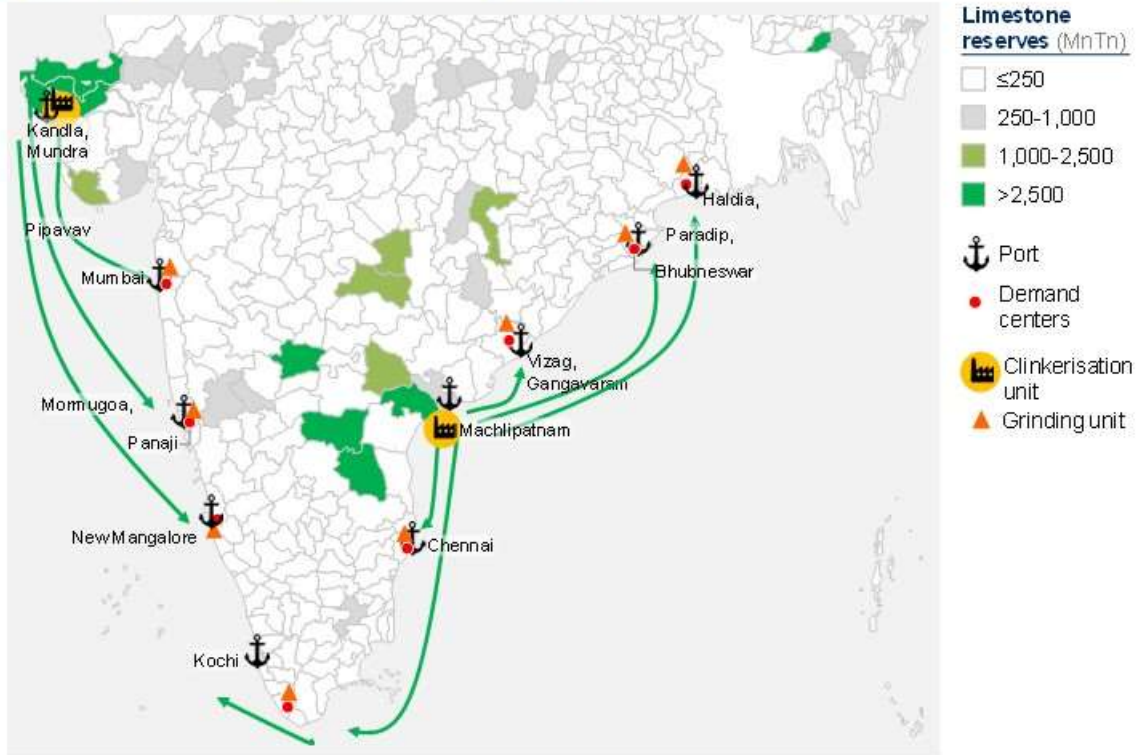 Limestone
reserves (MnTn)
≤250
250-1,000
1,000-2,500
>2,500
Port
Demand
centers
Clinkerisation
unit
Grinding unit
Kandla,
Mundra
Pipavav
Mumbai
Mormugoa,
Panaji
New Mangalore
Kochi
Chennai
Machlipatnam
Vizag,
Gangavaram
Paradip,
Bhubneswar
Haldia,